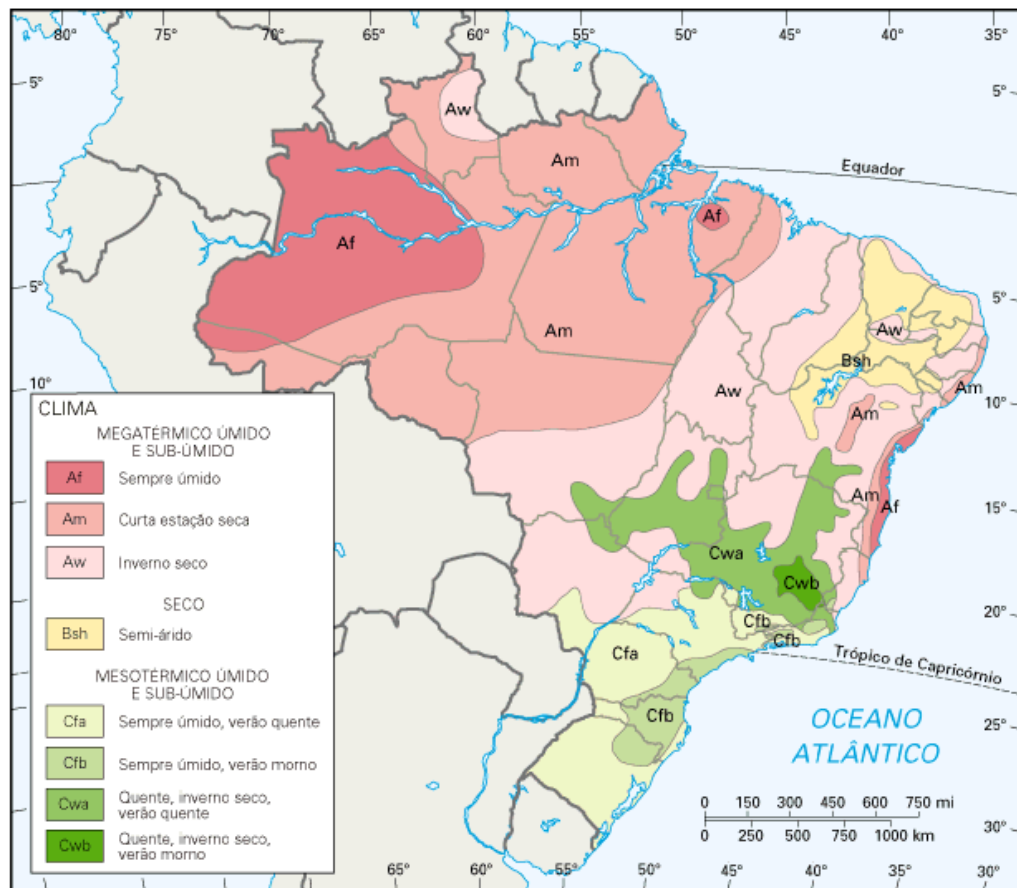 80° 75° 70° 65° 60° 55° 50° 45° 40° 35°
5° 5°
Aw
Am
Equador
Af
Af
5° 5°
Am
Aw
Bsh
Am
10° 10°
Aw
Am
CLIMA
MEGATÉRMICO ÚMIDO
E SUB-ÚMIDO
Af Sempre úmido
Am Curta estação seca
Aw Inverno seco
SECO
Bsh Semi-árido
MESOTÉRMICO ÚMIDO
E SUB-ÚMIDO
Cfa Sempre úmido, verão quente
Cfb Sempre úmido, verão morno
Cwa Quente, inverno seco,
verão quente
Cwb Quente, inverno seco,
verão morno
Am
Af
15°
Cwa
Cwb
20°
Cfb
Cfb
Cfa
Trópico de Capricórnio
Cfb
OCEANO
ATLÂNTICO
25°
0 150 300 450 600 750 mi
0 250 500 750 1000 km
30°
65° 60° 55° 50° 45° 40° 35° 30°